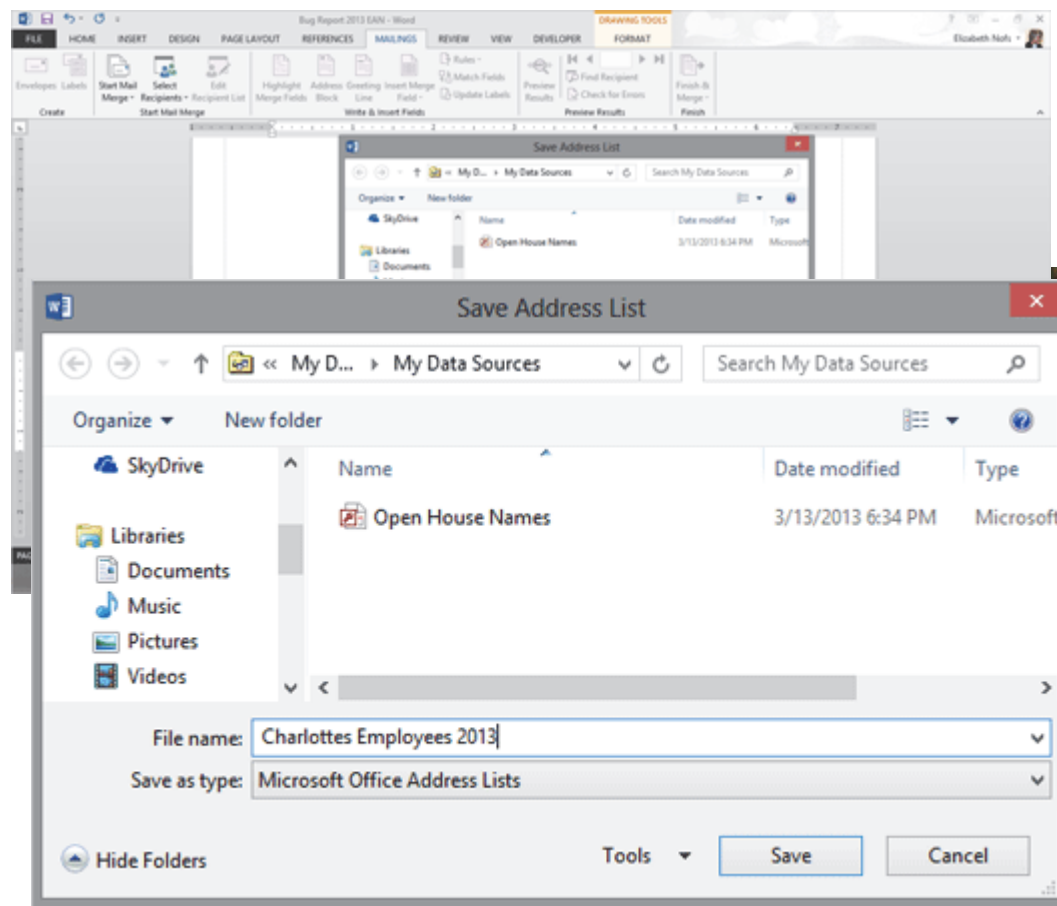 Bug Report 2013 EAN - Word
DRAWING TOOLS
FILE HOME INSERT DESIGN PAGE LAYOUT REFERENCES MAILINGS REVIEW VIEW DEVELOPER FORMAT
Elizabeth Nofs
Envelopes Labels Start Mail Merge Select Recipients Edit Recipient List Highlight Merge Fields Address Block Greeting Line Insert Merge Field
Rules
Match Fields
Update Labels
Preview Results
Find Recipient
Check for Errors
Finish & Merge
Create Start Mail Merge Write & Insert Fields Preview Results Finish
Save Address List
« My D... My Data Sources Search My Data Sources
Organize New folder
SkyDrive Name Date modified Type
Open House Names 3/13/2013 6:34 PM Microsoft
Libraries
Documents
Save Address List
« My D... My Data Sources Search My Data Sources
Organize New folder
SkyDrive Name Date modified Type
Open House Names 3/13/2013 6:34 PM Microsoft
Libraries
Documents
Music
Pictures
Videos
File name: Charlottes Employees 2013
Save as type: Microsoft Office Address Lists
Hide Folders Tools Save Cancel